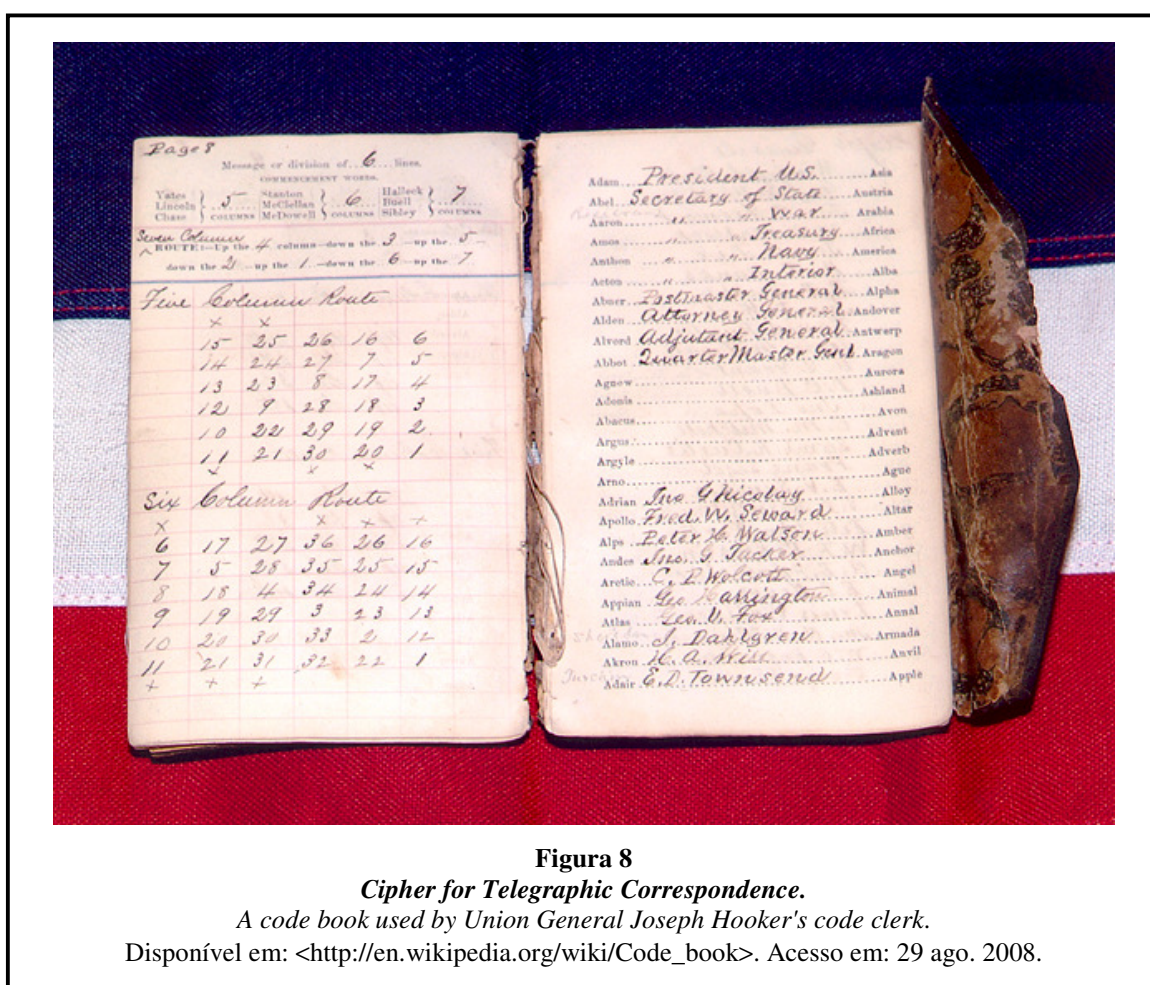 Page 8
Message or division of 6 lines.
COMMENCEMENT WORDS.
Yates Stanton Halleck
Lincoln } 5 McClellan } 6 Buell } 7
Chase COLUMNS McDowell COLUMNS Sibley COLUMNS
Seven Column
ROUTE:—Up the 4 column—down the 3—up the 5—
down the 2—up the 1—down the 6—up the 7
Five Column Route
x x
15 25 26 16 6
14 24 27 7 5
13 23 8 17 4
12 9 28 18 3
10 22 29 19 2
11 21 30 20 1
x x x
Six Column Route
x x x x
6 17 27 36 26 16
7 5 28 35 25 15
8 18 4 34 24 14
9 19 29 3 23 13
10 20 30 33 2 12
11 21 31 32 22 1
x x x
Adam President U.S. Asia
Abel Secretary of State Austria
Aaron " " War Arabia
Amos " " Treasury Africa
Anthon " " Navy America
Acton " " Interior Alba
Abner Postmaster General Alpha
Alden Attorney General Andover
Alvord Adjutant General Antwerp
Abbot Quarter Master Genl Aragon
Agnew Aurora
Adonis Ashland
Abacus Avon
Argus Advent
Argyle Adverb
Arno Ague
Adrian Jno G Nicolay Alloy
Apollo Fred. W. Seward Altar
Alps Peter H. Watson Amber
Andes Jno. G. Tucker Anchor
Arctic C. P. Wolcott Angel
Appian Geo Harrington Animal
Atlas Geo. V. Fox Annal
Alamo J. Dahlgren Armada
Akron H. A. Anvil
Adair E. D. Townsend Apple
Figura 8
Cipher for Telegraphic Correspondence.
A code book used by Union General Joseph Hooker's code clerk.
Disponível em: <http://en.wikipedia.org/wiki/Code_book>. Acesso em: 29 ago. 2008.